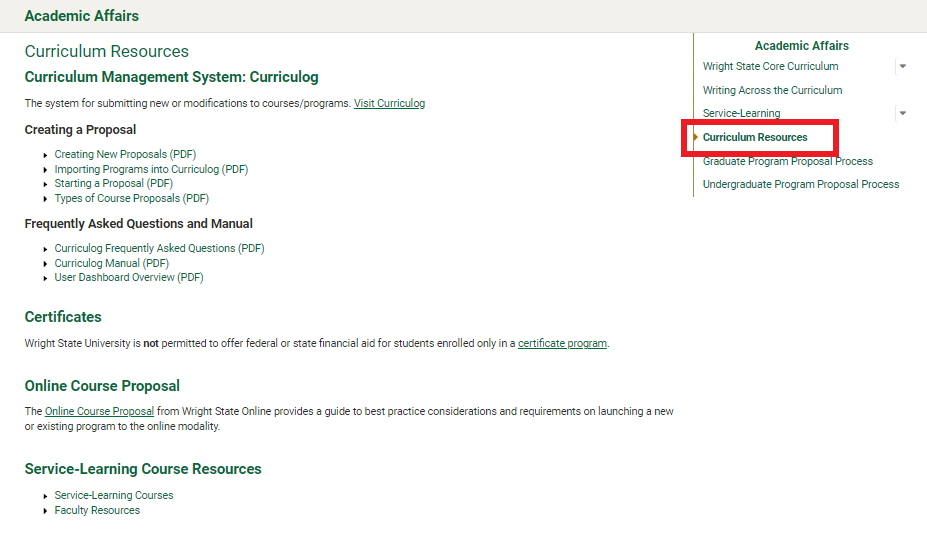 Academic Affairs
Curriculum Resources
Curriculum Management System: Curriculog
The system for submitting new or modifications to courses/programs. Visit Curriculog
Creating a Proposal
Creating New Proposals (PDF)
Importing Programs into Curriculog (PDF)
Starting a Proposal (PDF)
Types of Course Proposals (PDF)
Frequently Asked Questions and Manual
Curriculog Frequently Asked Questions (PDF)
Curriculog Manual (PDF)
User Dashboard Overview (PDF)
Certificates
Wright State University is not permitted to offer federal or state financial aid for students enrolled only in a certificate program.
Online Course Proposal
The Online Course Proposal from Wright State Online provides a guide to best practice considerations and requirements on launching a new
or existing program to the online modality.
Service-Learning Course Resources
Service-Learning Courses
Faculty Resources
Academic Affairs
Wright State Core Curriculum
Writing Across the Curriculum
Service-Learning
Curriculum Resources
Graduate Program Proposal Process
Undergraduate Program Proposal Process